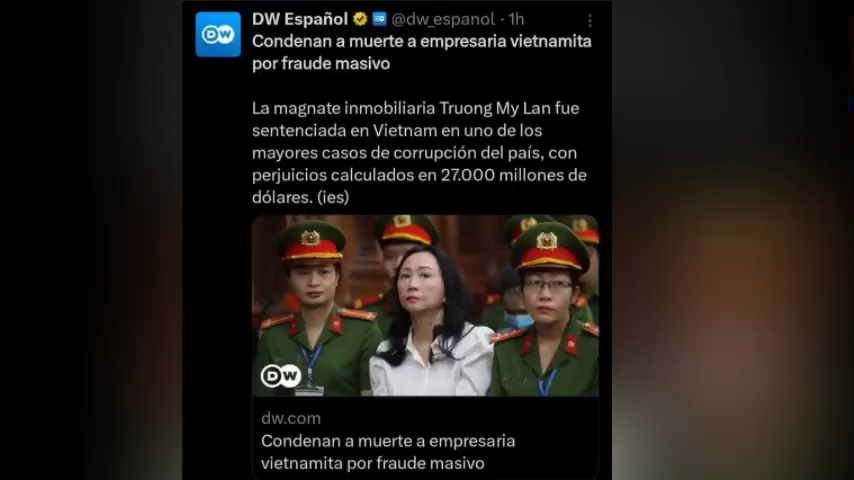 DW Español @dw_espanol · 1h
Condenan a muerte a empresaria vietnamita
por fraude masivo
La magnate inmobiliaria Truong My Lan fue
sentenciada en Vietnam en uno de los
mayores casos de corrupción del país, con
perjuicios calculados en 27.000 millones de
dólares. (ies)
DW
dw.com
Condenan a muerte a empresaria
vietnamita por fraude masivo